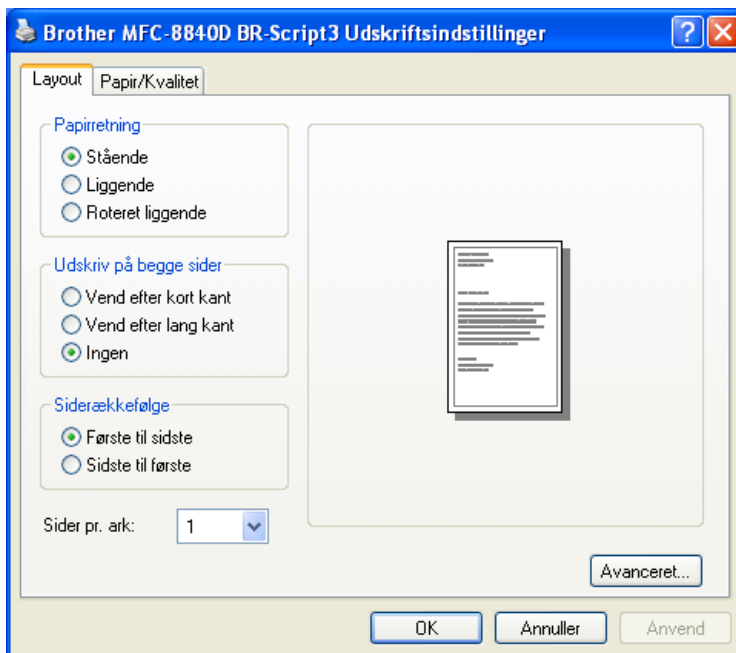 Brother MFC-8840D BR-Script3 Udskriftsindstillinger
Layout
Papir/Kvalitet
Papirretning
Stående
Liggende
Roteret liggende
Udskriv på begge sider
Vend efter kort kant
Vend efter lang kant
Ingen
Siderækkefølge
Første til sidste
Sidste til første
Sider pr. ark:
1
Avanceret...
OK
Annuller
Anvend